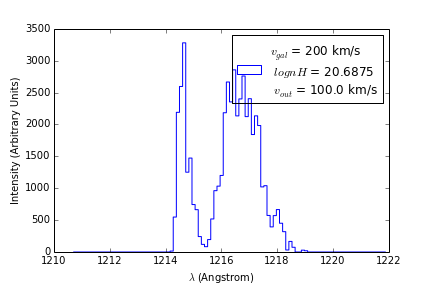 3500
3000
2500
2000
1500
1000
500
0
Intensity (Arbitrary Units)
v_gal = 200 km/s
lognH = 20.6875
v_out = 100.0 km/s
1210 1212 1214 1216 1218 1220 1222
λ (Angstrom)